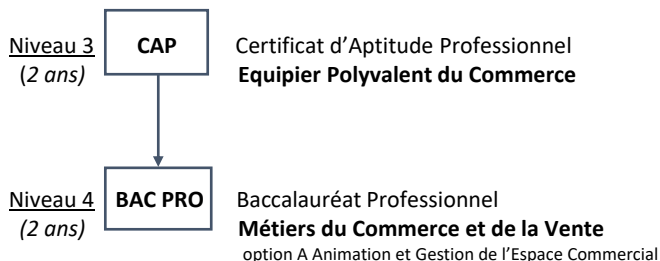 Niveau 3 CAP Certificat d’Aptitude Professionnel
(2 ans) Equipier Polyvalent du Commerce
Niveau 4 BAC PRO Baccalauréat Professionnel
(2 ans) Métiers du Commerce et de la Vente
option A Animation et Gestion de l’Espace Commercial